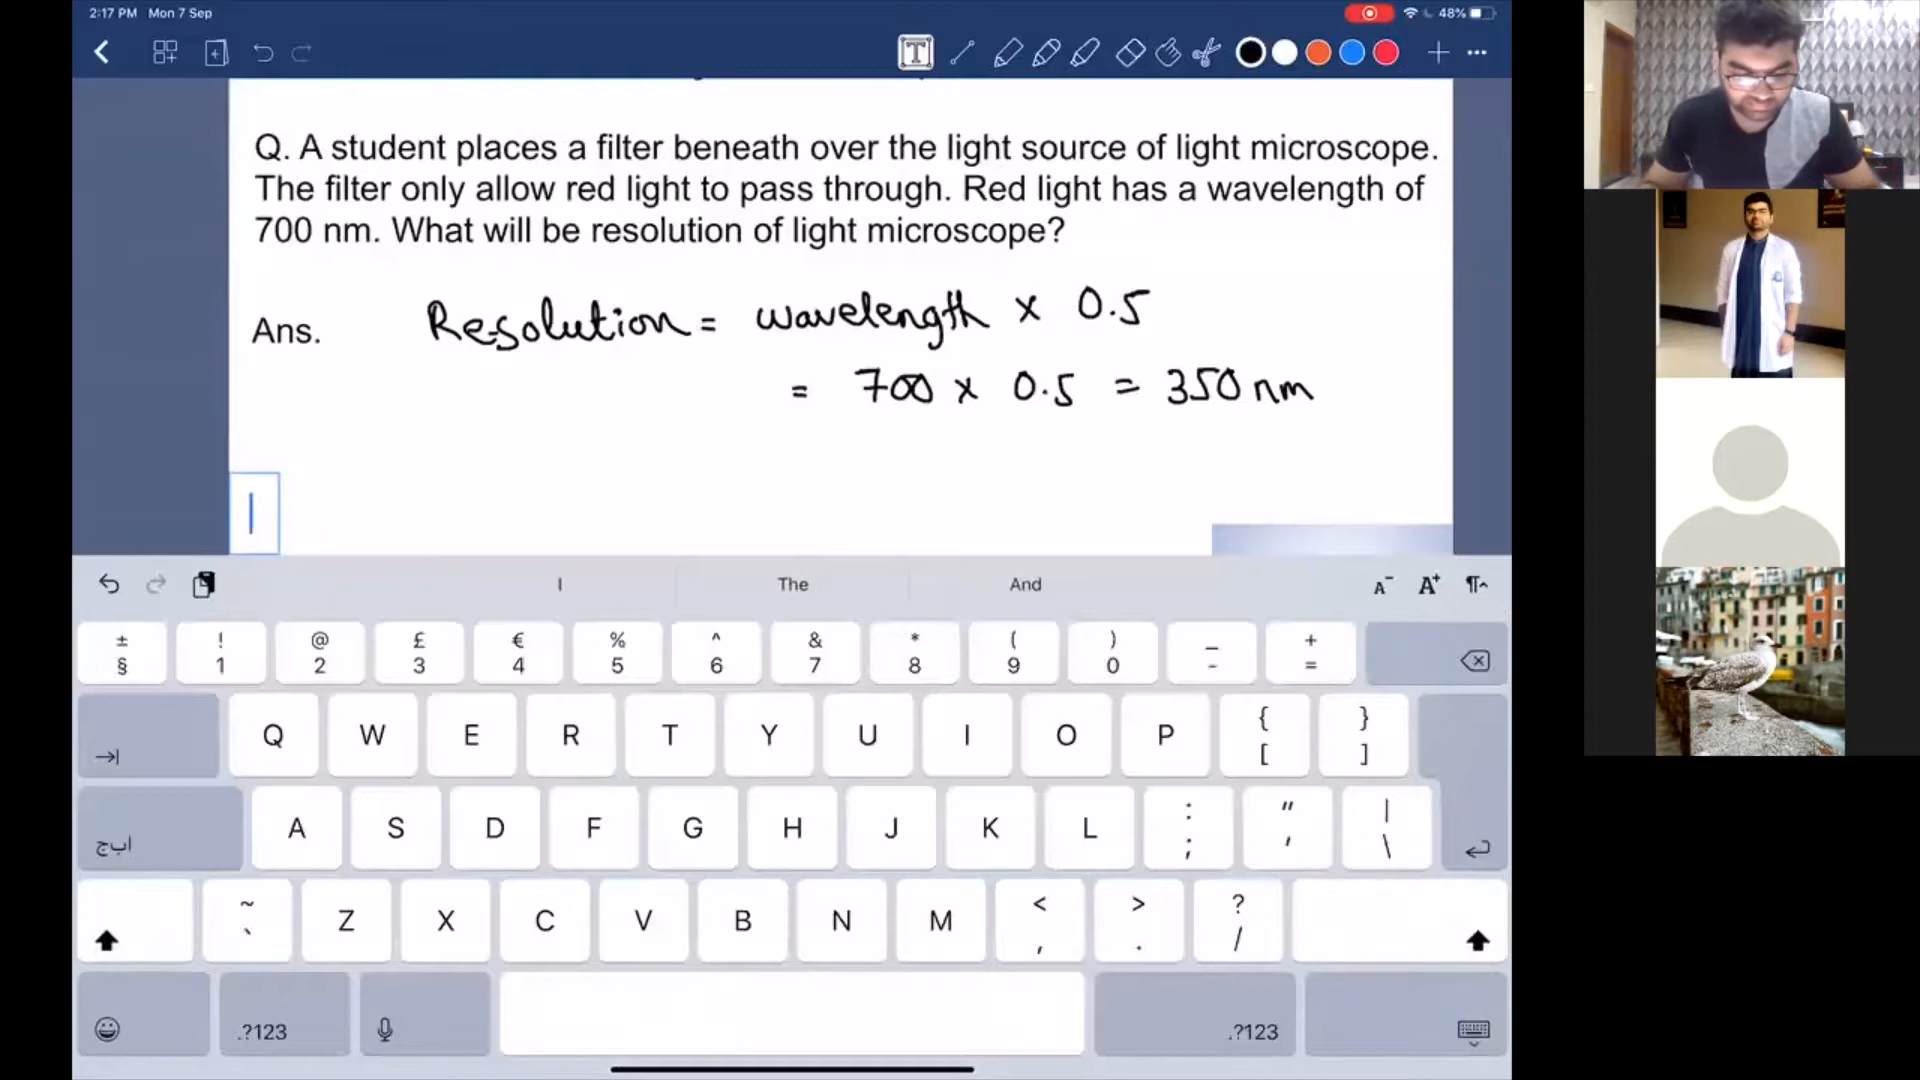 2:17 PM Mon 7 Sep
48%
T
Q. A student places a filter beneath over the light source of light microscope.
The filter only allow red light to pass through. Red light has a wavelength of
700 nm. What will be resolution of light microscope?
Ans. Resolution = wavelength x 0.5
= 700 x 0.5 = 350 nm
I The And
A- A+
± ! @ £ € % ^ & * ( ) _ +
§ 1 2 3 4 5 6 7 8 9 0 - =
Q W E R T Y U I O P { }
[ ]
A S D F G H J K L : " |
ابج ; ' \
~ Z X C V B N M < > ?
` , . /
.?123 .?123